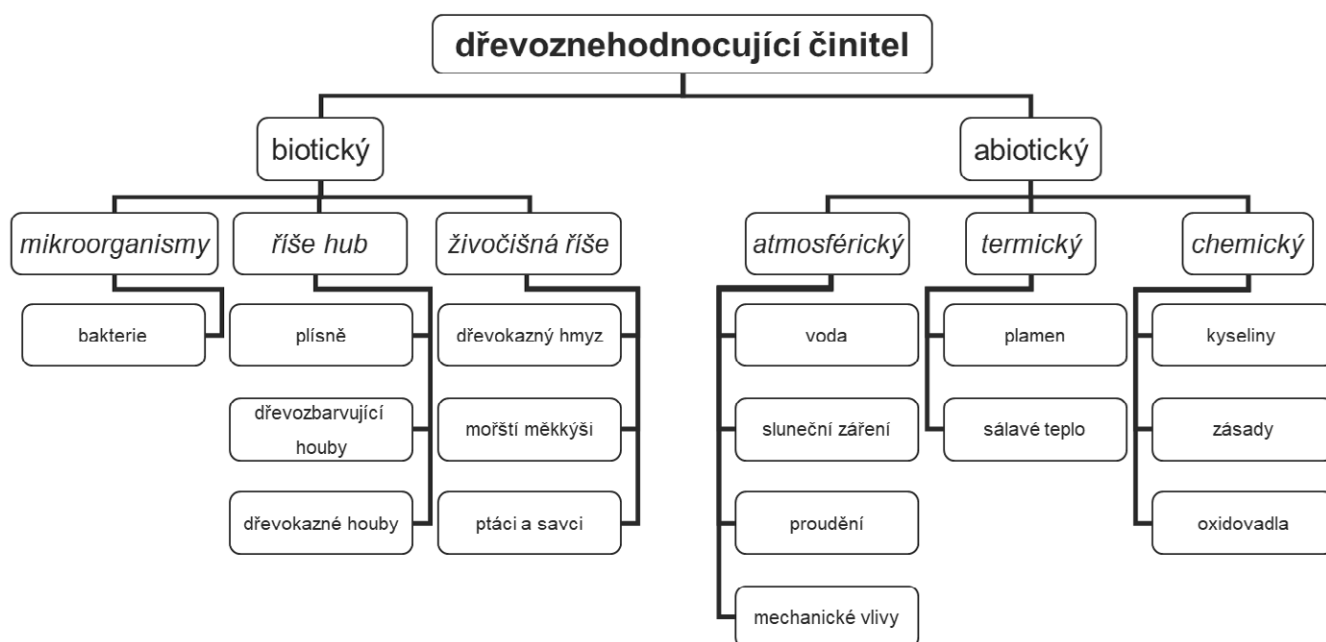 dřevoznehodnocující činitel
biotický
abiotický
mikroorganismy
říše hub
živočišná říše
atmosférický
termický
chemický
bakterie
plísně
dřevokazný hmyz
voda
plamen
kyseliny
dřevozbarvující
houby
mořští měkkýši
sluneční záření
sálavé teplo
zásady
dřevokazné houby
ptáci a savci
proudění
oxidovadla
mechanické vlivy